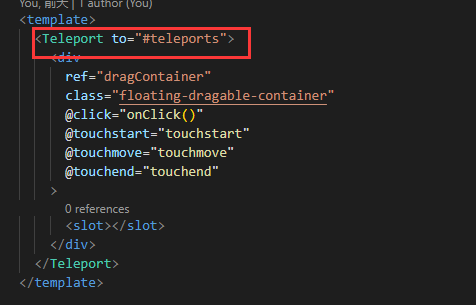 You, 前天 | 1 author (You)
<template>
<Teleport to="#teleports">
<div
ref="dragContainer"
class="floating-dragable-container"
@click="onClick()"
@touchstart="touchstart"
@touchmove="touchmove"
@touchend="touchend"
>
0 references
<slot></slot>
</div>
</Teleport>
</template>